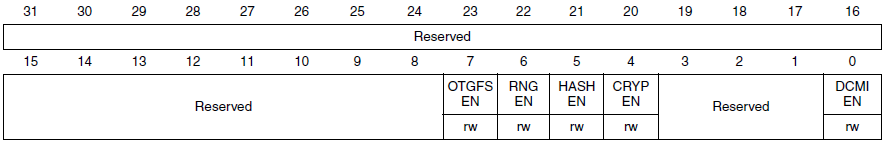 31 30 29 28 27 26 25 24 23 22 21 20 19 18 17 16
Reserved
15 14 13 12 11 10 9 8 7 6 5 4 3 2 1 0
Reserved OTGFS EN RNG EN HASH EN CRYP EN Reserved DCMI EN
rw rw rw rw rw